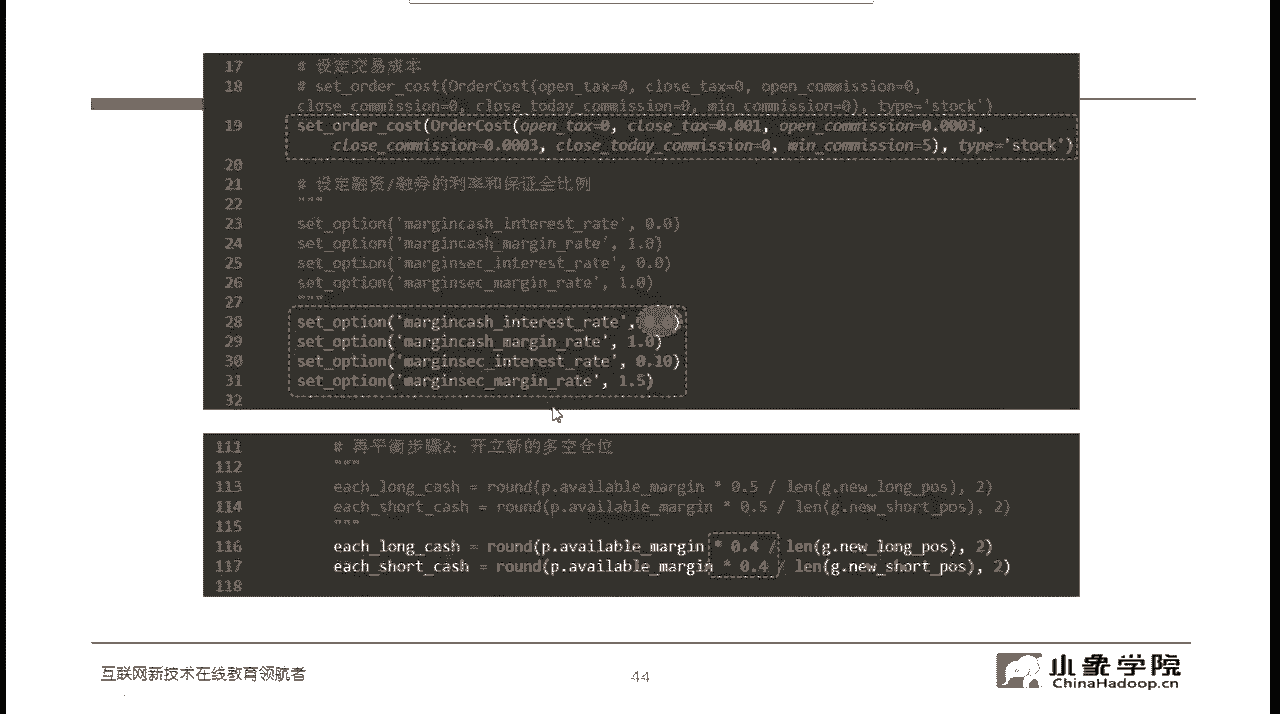 17 # 设定交易成本
18 # set_order_cost(OrderCost(open_tax=0, close_tax=0, open_commission=0,
close_commission=0, close_today_commission=0, min_commission=0), type='stock')
19 set_order_cost(OrderCost(open_tax=0, close_tax=0.001, open_commission=0.0003,
close_commission=0.0003, close_today_commission=0, min_commission=5), type='stock')
20
21 # 设定融资/融券的利率和保证金比例
22 """
23 set_option('margincash_interest_rate', 0.0)
24 set_option('margincash_margin_rate', 1.0)
25 set_option('marginsec_interest_rate', 0.0)
26 set_option('marginsec_margin_rate', 1.0)
27 """
28 set_option('margincash_interest_rate', )
29 set_option('margincash_margin_rate', 1.0)
30 set_option('marginsec_interest_rate', 0.10)
31 set_option('marginsec_margin_rate', 1.5)
32
111 # 再平衡步骤2：开立新的多空仓位
112 """
113 each_long_cash = round(p.available_margin * 0.5 / len(g.new_long_pos), 2)
114 each_short_cash = round(p.available_margin * 0.5 / len(g.new_short_pos), 2)
115 """
116 each_long_cash = round(p.available_margin * 0.4 / len(g.new_long_pos), 2)
117 each_short_cash = round(p.available_margin * 0.4 / len(g.new_short_pos), 2)
118
互联网新技术在线教育领航者
44
小象学院
ChinaHadoop.cn